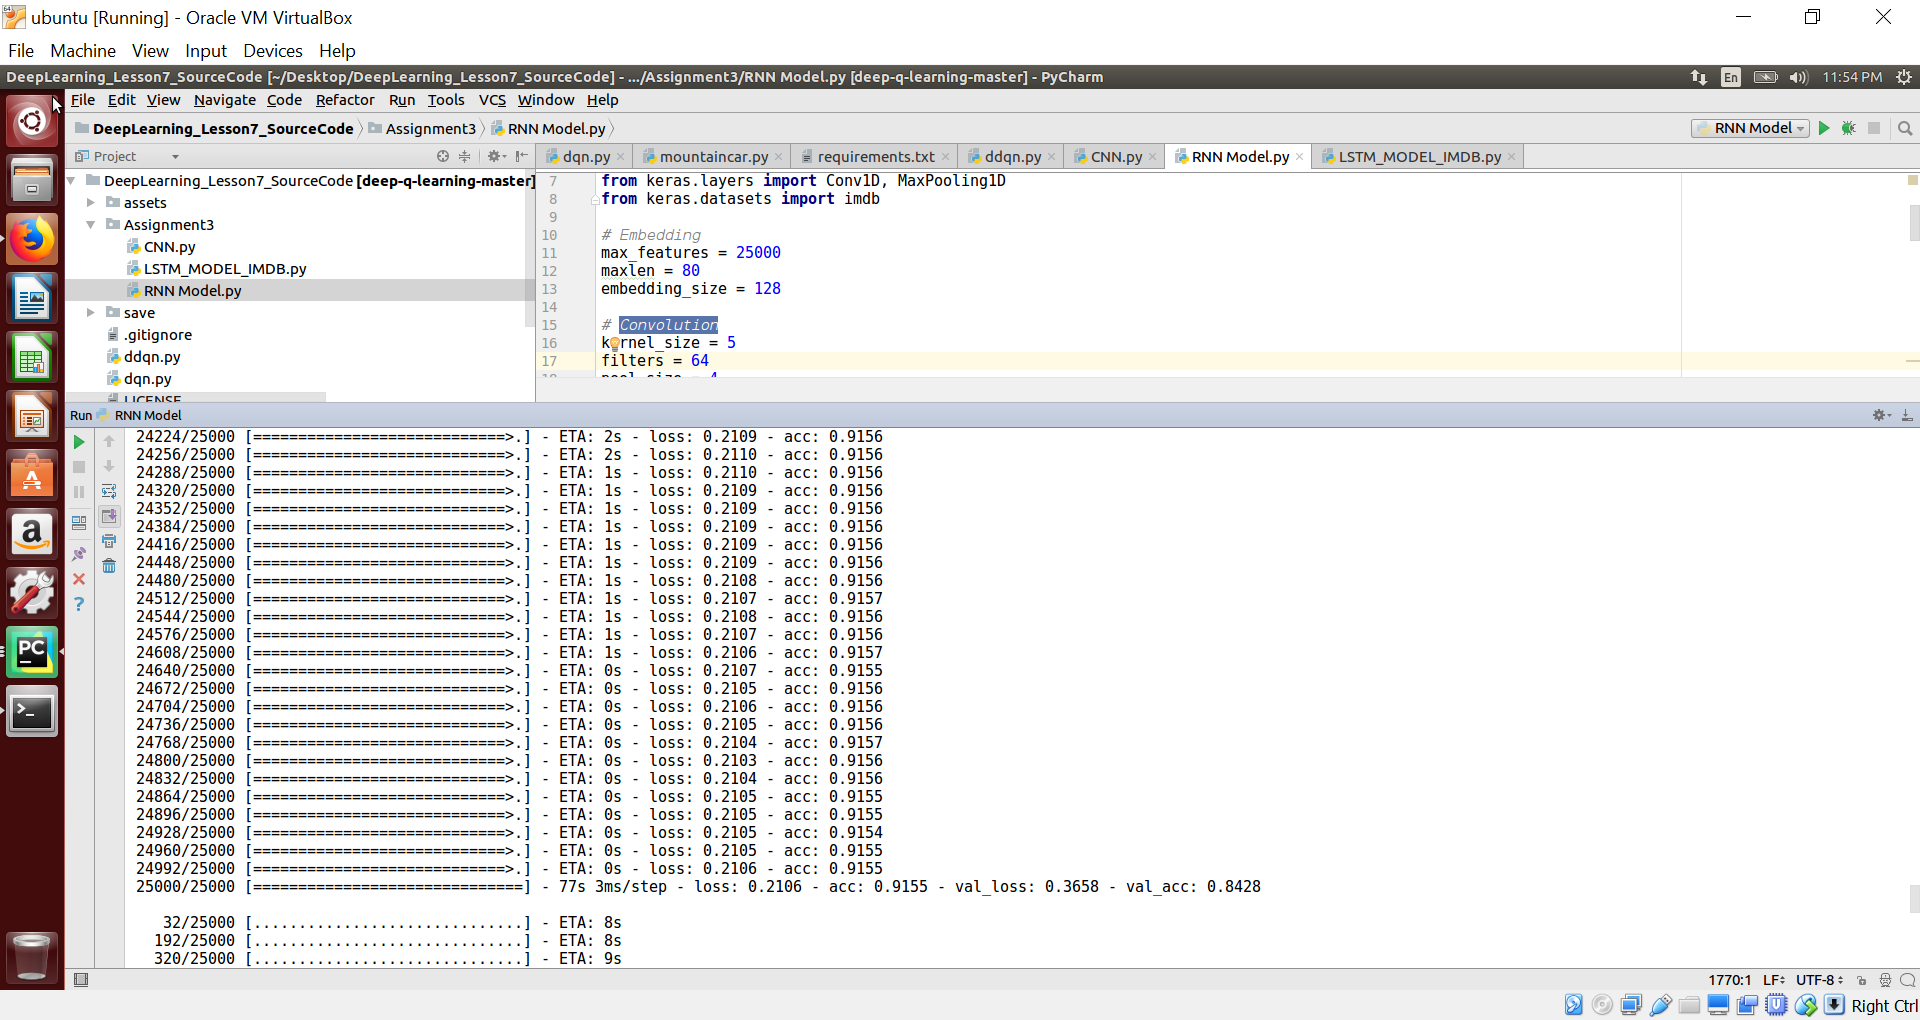 ubuntu [Running] - Oracle VM VirtualBox
File Machine View Input Devices Help
DeepLearning_Lesson7_SourceCode [~/Desktop/DeepLearning_Lesson7_SourceCode] - .../Assignment3/RNN Model.py [deep-q-learning-master] - PyCharm
En 11:54 PM
File Edit View Navigate Code Refactor Run Tools VCS Window Help
DeepLearning_Lesson7_SourceCode Assignment3 RNN Model.py RNN Model
Project dqn.py mountaincar.py requirements.txt ddqn.py CNN.py RNN Model.py LSTM_MODEL_IMDB.py
DeepLearning_Lesson7_SourceCode [deep-q-learning-master]
assets
Assignment3
CNN.py
LSTM_MODEL_IMDB.py
RNN Model.py
save
.gitignore
ddqn.py
dqn.py
LICENSE
7 from keras.layers import Conv1D, MaxPooling1D
8 from keras.datasets import imdb
9
10 # Embedding
11 max_features = 25000
12 maxlen = 80
13 embedding_size = 128
14
15 # Convolution
16 kernel_size = 5
17 filters = 64
18 pool_size = 4
Run RNN Model
24224/25000 [============================>.] - ETA: 2s - loss: 0.2109 - acc: 0.9156
24256/25000 [============================>.] - ETA: 2s - loss: 0.2110 - acc: 0.9156
24288/25000 [============================>.] - ETA: 1s - loss: 0.2110 - acc: 0.9156
24320/25000 [============================>.] - ETA: 1s - loss: 0.2109 - acc: 0.9156
24352/25000 [============================>.] - ETA: 1s - loss: 0.2109 - acc: 0.9156
24384/25000 [============================>.] - ETA: 1s - loss: 0.2109 - acc: 0.9156
24416/25000 [============================>.] - ETA: 1s - loss: 0.2109 - acc: 0.9156
24448/25000 [============================>.] - ETA: 1s - loss: 0.2109 - acc: 0.9156
24480/25000 [============================>.] - ETA: 1s - loss: 0.2108 - acc: 0.9156
24512/25000 [============================>.] - ETA: 1s - loss: 0.2107 - acc: 0.9157
24544/25000 [============================>.] - ETA: 1s - loss: 0.2108 - acc: 0.9156
24576/25000 [============================>.] - ETA: 1s - loss: 0.2107 - acc: 0.9156
24608/25000 [============================>.] - ETA: 1s - loss: 0.2106 - acc: 0.9157
24640/25000 [============================>.] - ETA: 0s - loss: 0.2107 - acc: 0.9155
24672/25000 [============================>.] - ETA: 0s - loss: 0.2105 - acc: 0.9156
24704/25000 [============================>.] - ETA: 0s - loss: 0.2106 - acc: 0.9156
24736/25000 [============================>.] - ETA: 0s - loss: 0.2105 - acc: 0.9156
24768/25000 [============================>.] - ETA: 0s - loss: 0.2104 - acc: 0.9157
24800/25000 [============================>.] - ETA: 0s - loss: 0.2103 - acc: 0.9156
24832/25000 [============================>.] - ETA: 0s - loss: 0.2104 - acc: 0.9156
24864/25000 [============================>.] - ETA: 0s - loss: 0.2105 - acc: 0.9155
24896/25000 [============================>.] - ETA: 0s - loss: 0.2105 - acc: 0.9155
24928/25000 [============================>.] - ETA: 0s - loss: 0.2105 - acc: 0.9154
24960/25000 [============================>.] - ETA: 0s - loss: 0.2105 - acc: 0.9155
24992/25000 [============================>.] - ETA: 0s - loss: 0.2106 - acc: 0.9155
25000/25000 [==============================] - 77s 3ms/step - loss: 0.2106 - acc: 0.9155 - val_loss: 0.3658 - val_acc: 0.8428
32/25000 [..............................] - ETA: 8s
192/25000 [..............................] - ETA: 8s
320/25000 [..............................] - ETA: 9s
1770:1 LF UTF-8
Right Ctrl